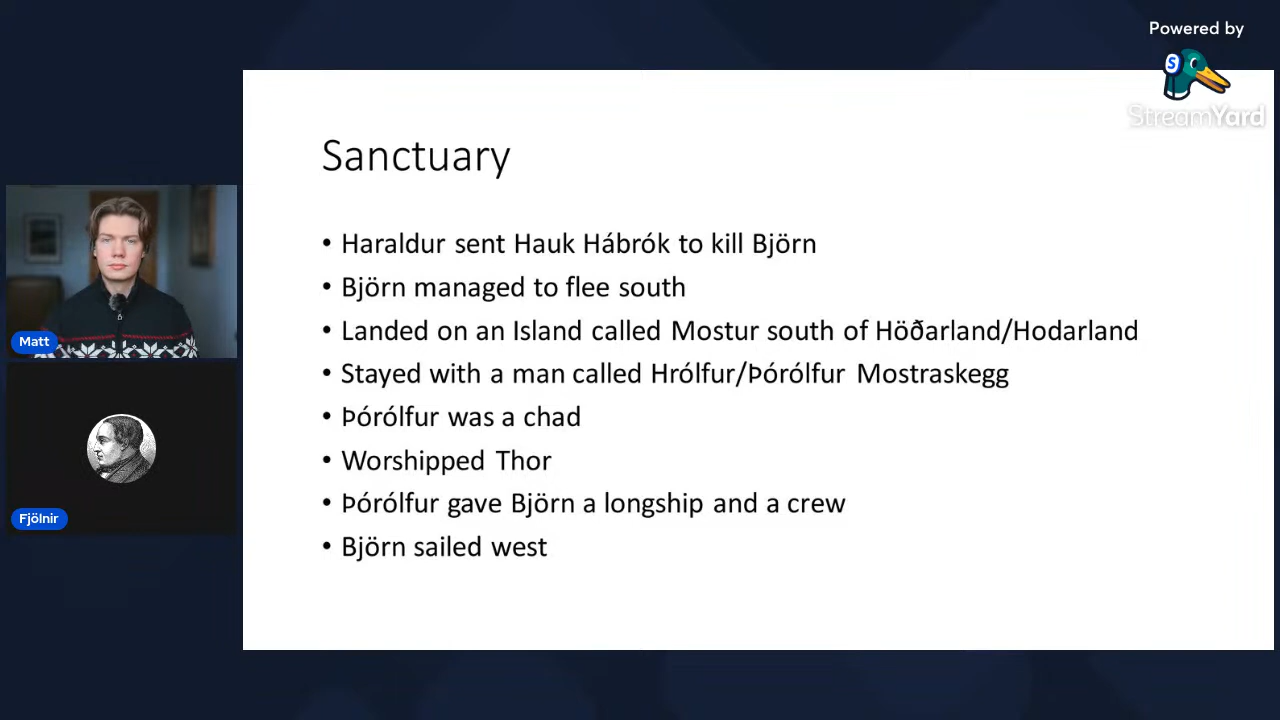 Powered by
S
StreamYard
Sanctuary
• Haraldur sent Hauk Hábrók to kill Björn
• Björn managed to flee south
• Landed on an Island called Mostur south of Höðarland/Hodarland
• Stayed with a man called Hrólfur/Þórólfur Mostraskegg
• Þórólfur was a chad
• Worshipped Thor
• Þórólfur gave Björn a longship and a crew
• Björn sailed west
Matt
Fjölnir